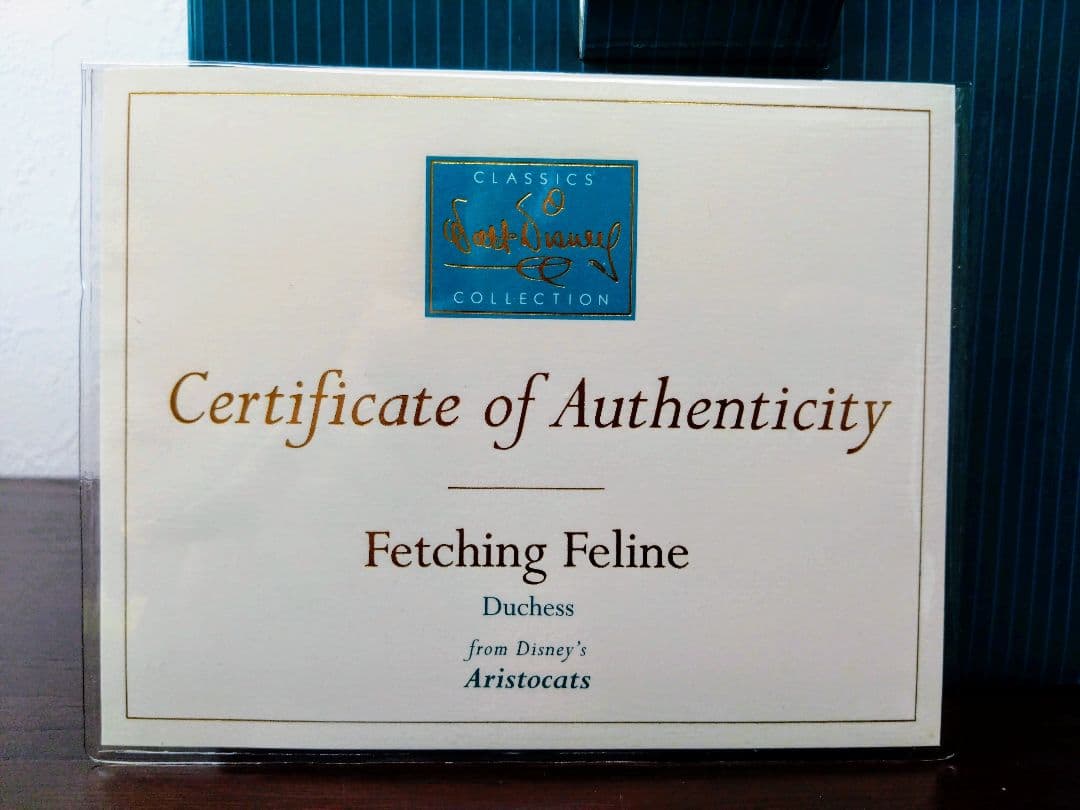 CLASSICS
Walt Disney
COLLECTION
Certificate of Authenticity
Fetching Feline
Duchess
from Disney's
Aristocats